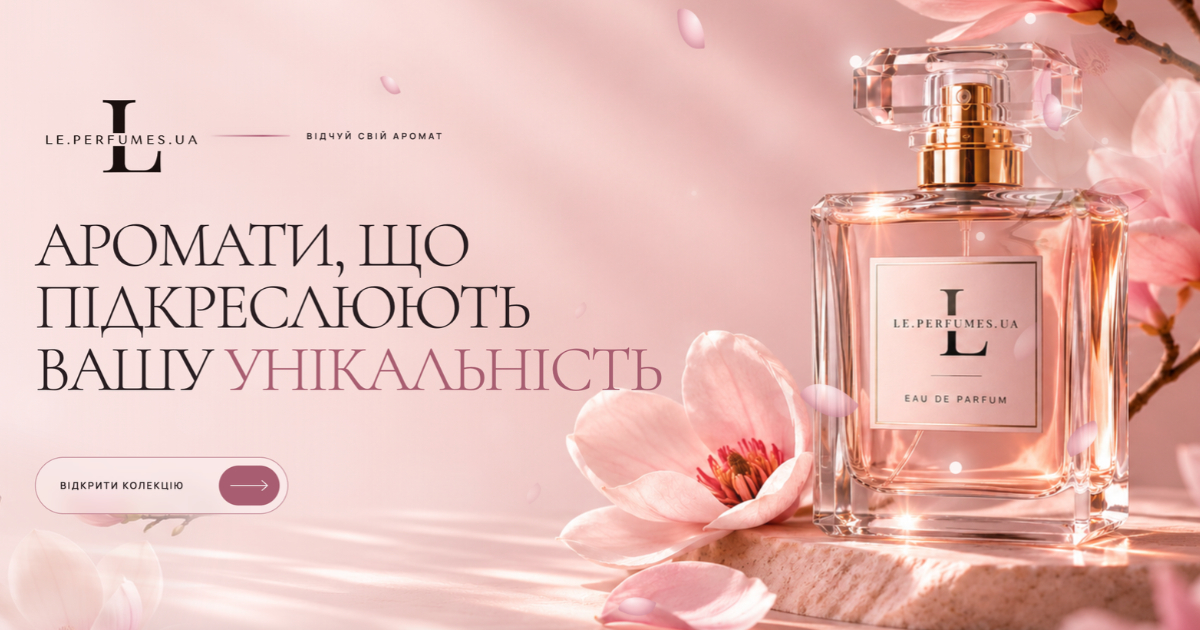 L
LE.PERFUMES.UA
ВІДЧУЙ СВІЙ АРОМАТ
АРОМАТИ, ЩО
ПІДКРЕСЛЮЮТЬ
ВАШУ УНІКАЛЬНІСТЬ
ВІДКРИТИ КОЛЕКЦІЮ
L
LE.PERFUMES.UA
EAU DE PARFUM